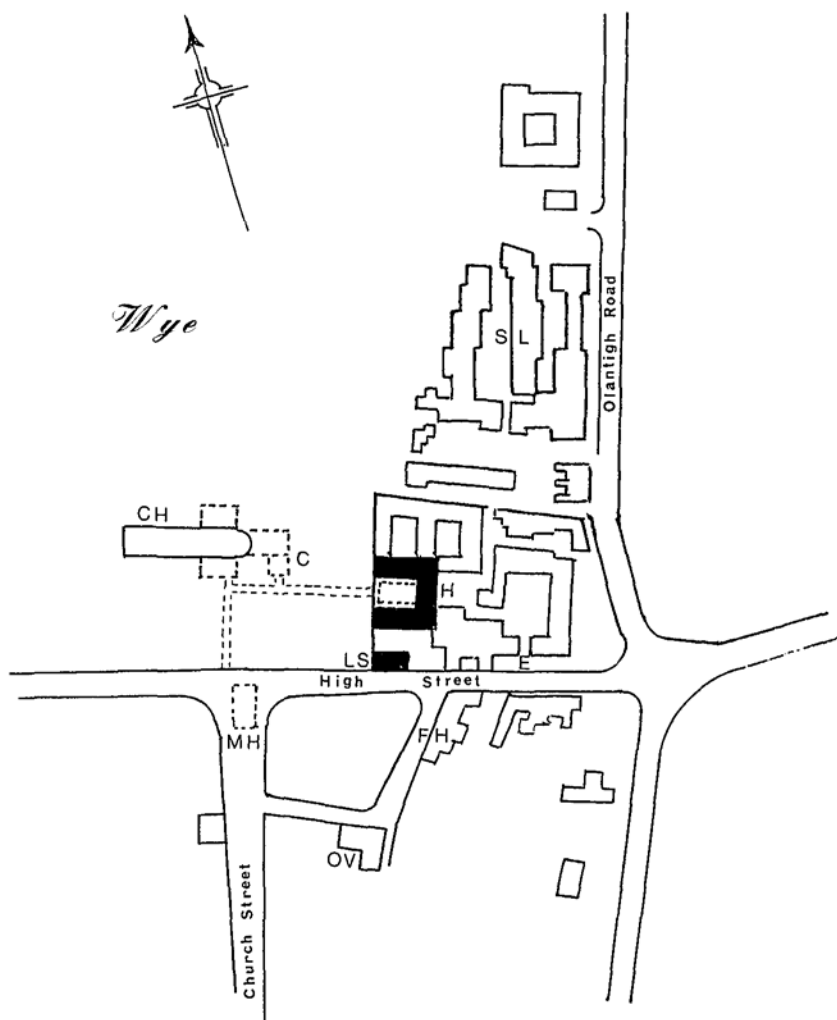 Wye
Olantigh Road
S L
CH
C
H
LS
E
High Street
MH
FH
OV
Church Street